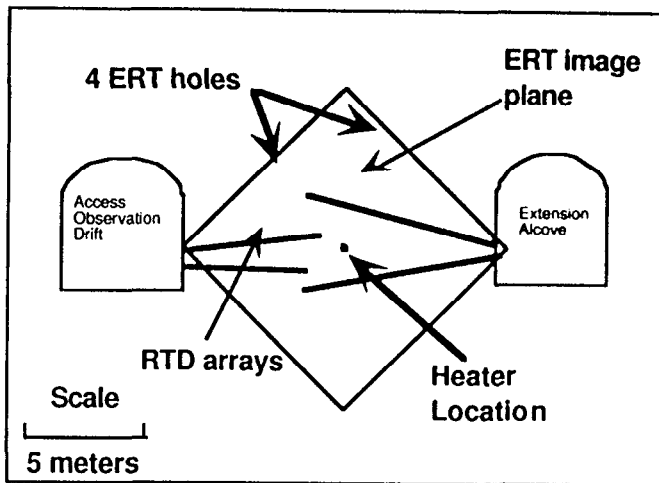 4 ERT holes
ERT image
plane
Access
Observation
Drift
Extension
Alcove
RTD arrays
Heater
Location
Scale
5 meters